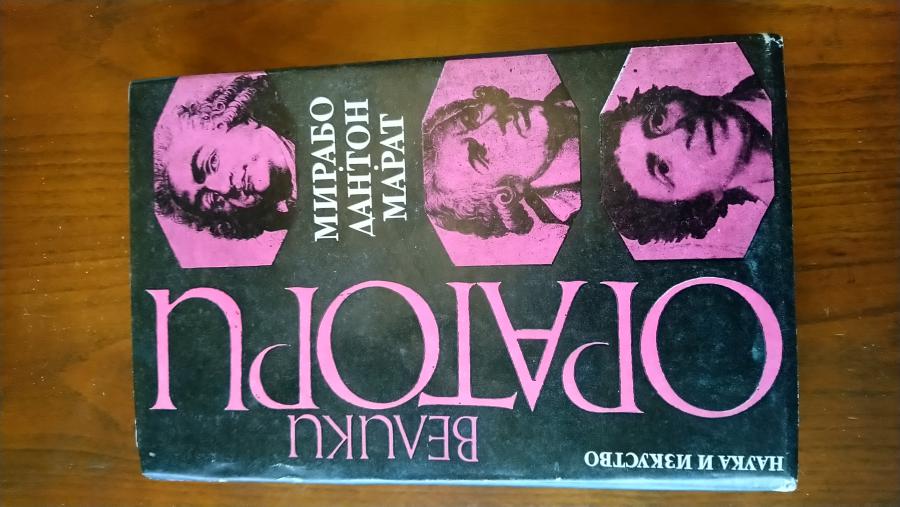 НАУКА И ИЗКУСТВО
ВЕЛИКИ
ОРАТОРИ
МИРАБО
ДАНТОН
МАРАТ